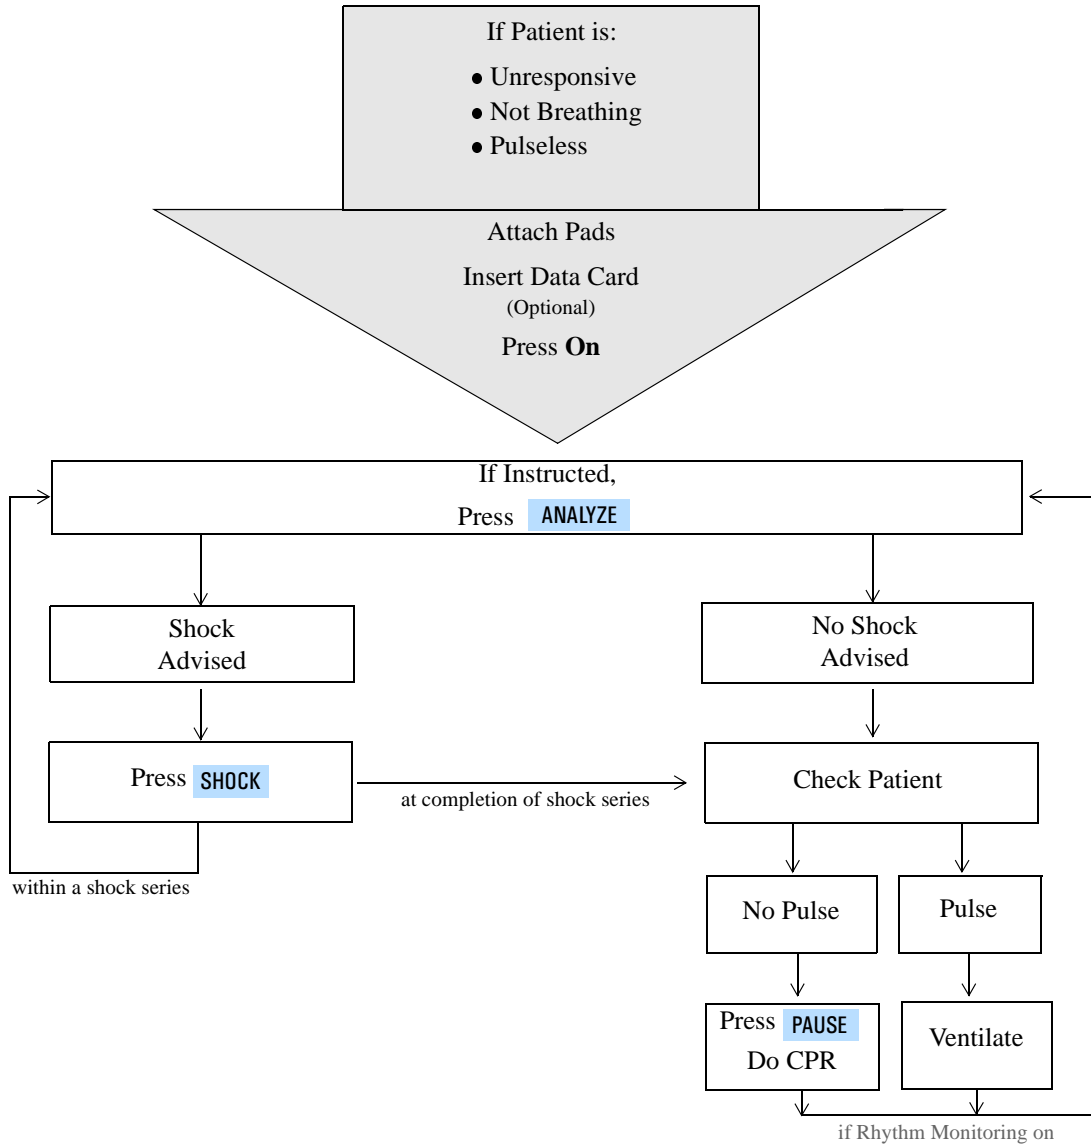 If Patient is:
● Unresponsive
● Not Breathing
● Pulseless
Attach Pads
Insert Data Card
(Optional)
Press On
If Instructed,
Press ANALYZE
Shock
Advised
No Shock
Advised
Press SHOCK
at completion of shock series
Check Patient
within a shock series
No Pulse
Pulse
Press PAUSE
Do CPR
Ventilate
if Rhythm Monitoring on